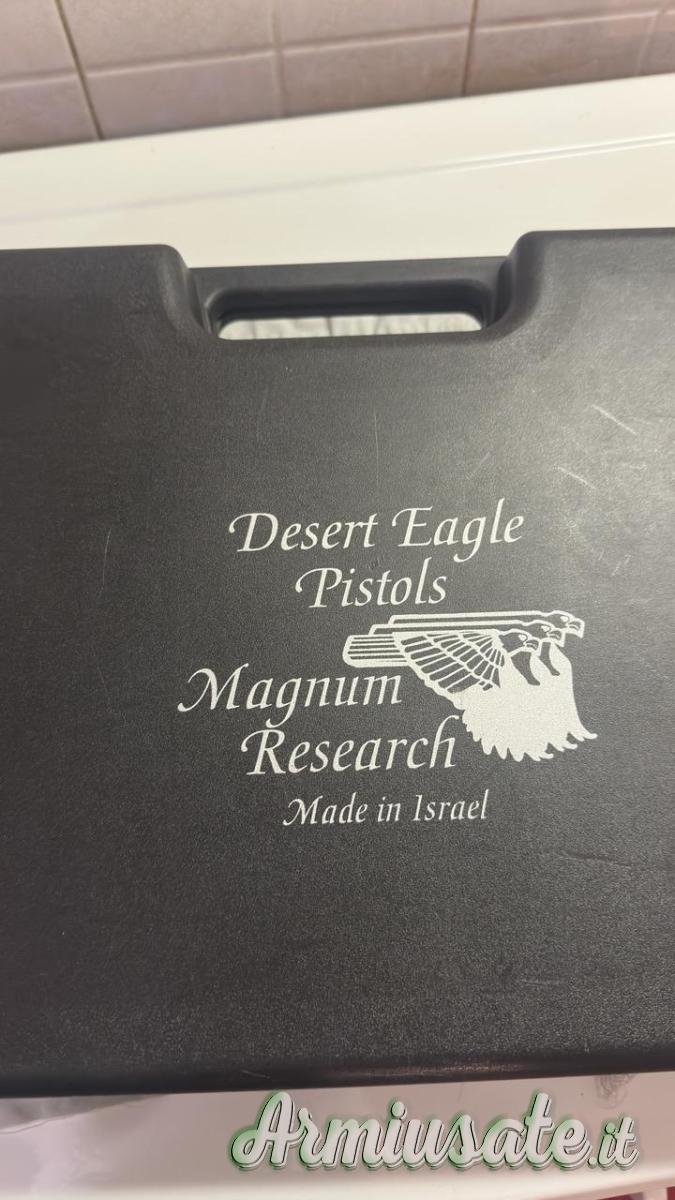 Desert Eagle
Pistols
Magnum
Research
Made in Israel
Armiusate.it